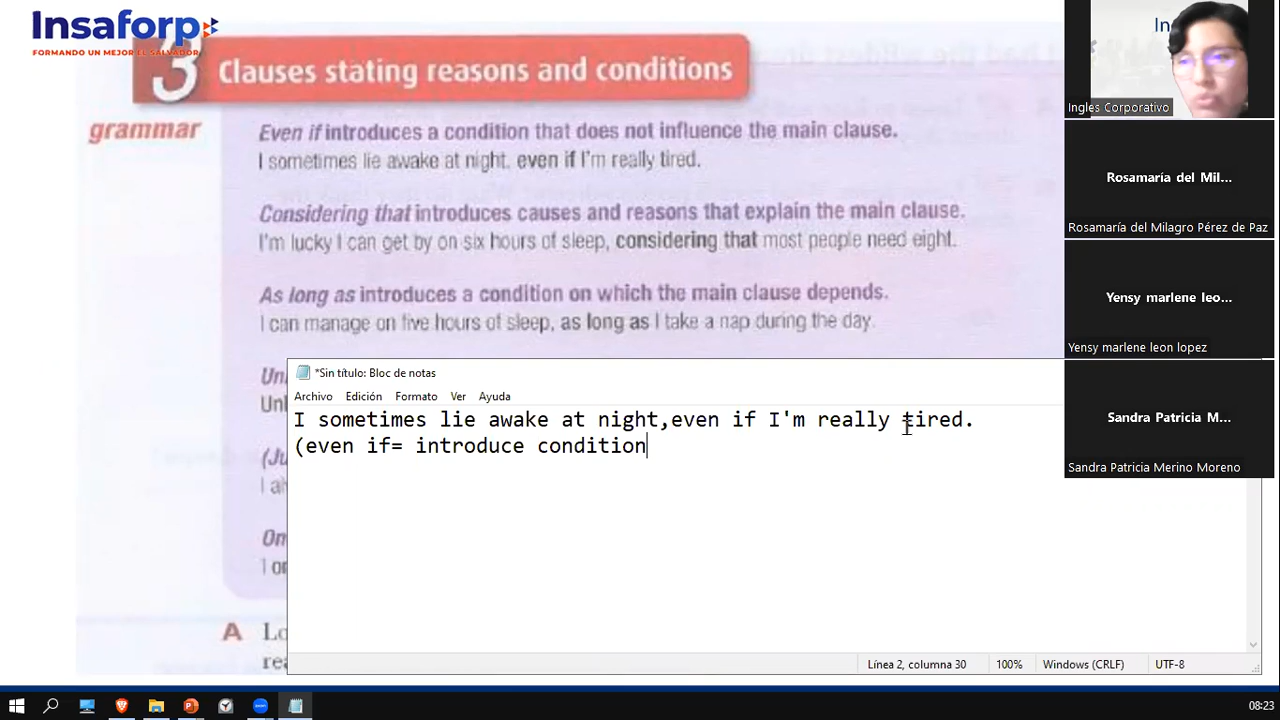 Insaforp
FORMANDO UN MEJOR EL SALVADOR
3 Clauses stating reasons and conditions
grammar
Even if introduces a condition that does not influence the main clause.
I sometimes lie awake at night, even if I'm really tired.
Considering that introduces causes and reasons that explain the main clause.
I'm lucky I can get by on six hours of sleep, considering that most people need eight.
As long as introduces a condition on which the main clause depends.
I can manage on five hours of sleep, as long as I take a nap during the day.
*Sin título: Bloc de notas
Archivo Edición Formato Ver Ayuda
I sometimes lie awake at night,even if I'm really tired.
(even if= introduce condition
Línea 2, columna 30 100% Windows (CRLF) UTF-8
A
In
Ingles Corporativo
Rosamaría del Mil...
Rosamaría del Milagro Pérez de Paz
Yensy marlene leo...
Yensy marlene leon lopez
Sandra Patricia M...
Sandra Patricia Merino Moreno
08:23